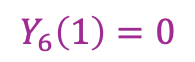 Y₆(1) = 0